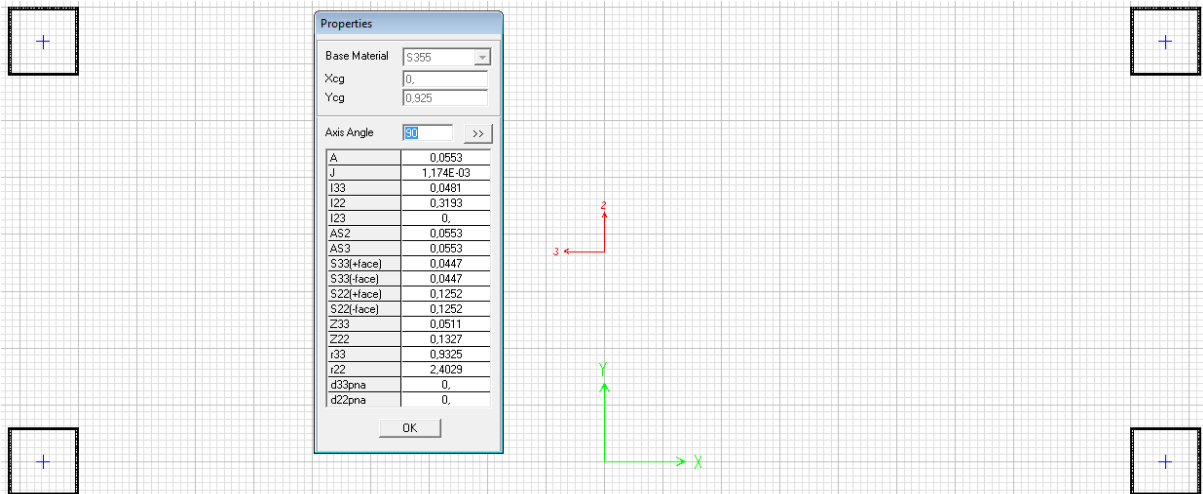 Properties
Base Material S355
Xcg 0,
Ycg 0,925
Axis Angle 90 >>
A 0,0553
J 1,174E-03
I33 0,0481
I22 0,3193
I23 0,
AS2 0,0553
AS3 0,0553
S33(+face) 0,0447
S33(-face) 0,0447
S22(+face) 0,1252
S22(-face) 0,1252
Z33 0,0511
Z22 0,1327
r33 0,9325
r22 2,4029
d33pna 0,
d22pna 0,
OK
2
3
Y
X